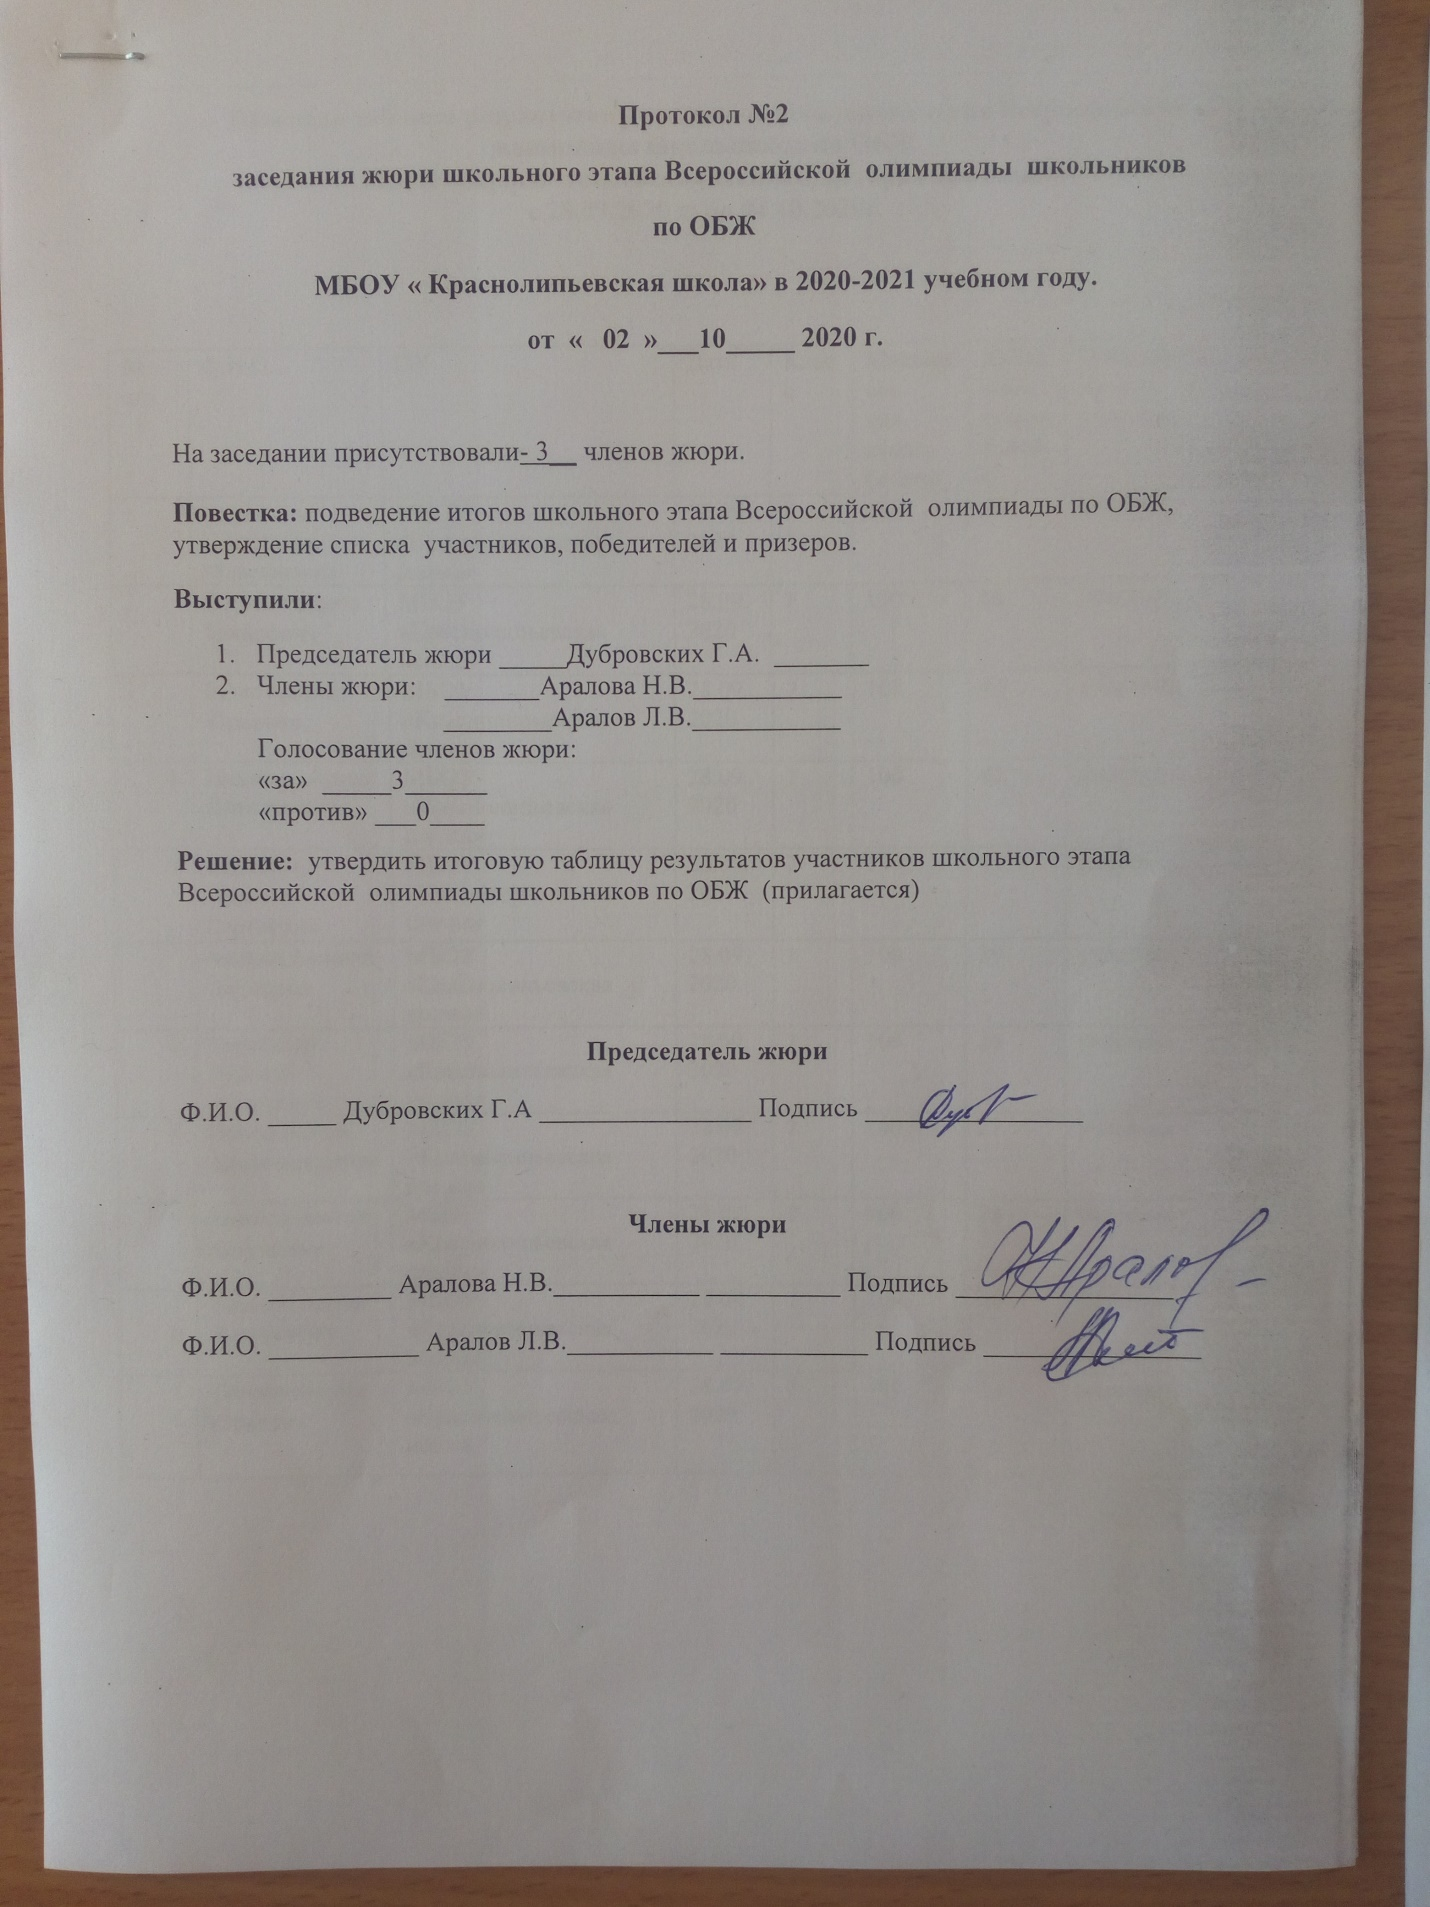 Протокол №2
заседания жюри школьного этапа Всероссийской олимпиады школьников
по ОБЖ
МБОУ « Краснолипьевская школа» в 2020-2021 учебном году.
от « 02 »___10_____ 2020 г.
На заседании присутствовали- 3__ членов жюри.
Повестка: подведение итогов школьного этапа Всероссийской олимпиады по ОБЖ,
утверждение списка участников, победителей и призеров.
Выступили:
1. Председатель жюри _____Дубровских Г.А. _______
2. Члены жюри: _______Аралова Н.В.___________
________Аралов Л.В.___________
Голосование членов жюри:
«за» _____3______
«против» ___0____
Решение: утвердить итоговую таблицу результатов участников школьного этапа
Всероссийской олимпиады школьников по ОБЖ (прилагается)
Председатель жюри
Ф.И.О. _____ Дубровских Г.А ________________ Подпись ________________
Члены жюри
Ф.И.О. _________ Аралова Н.В.___________ __________ Подпись ________________
Ф.И.О. ___________ Аралов Л.В.___________ ___________ Подпись ________________